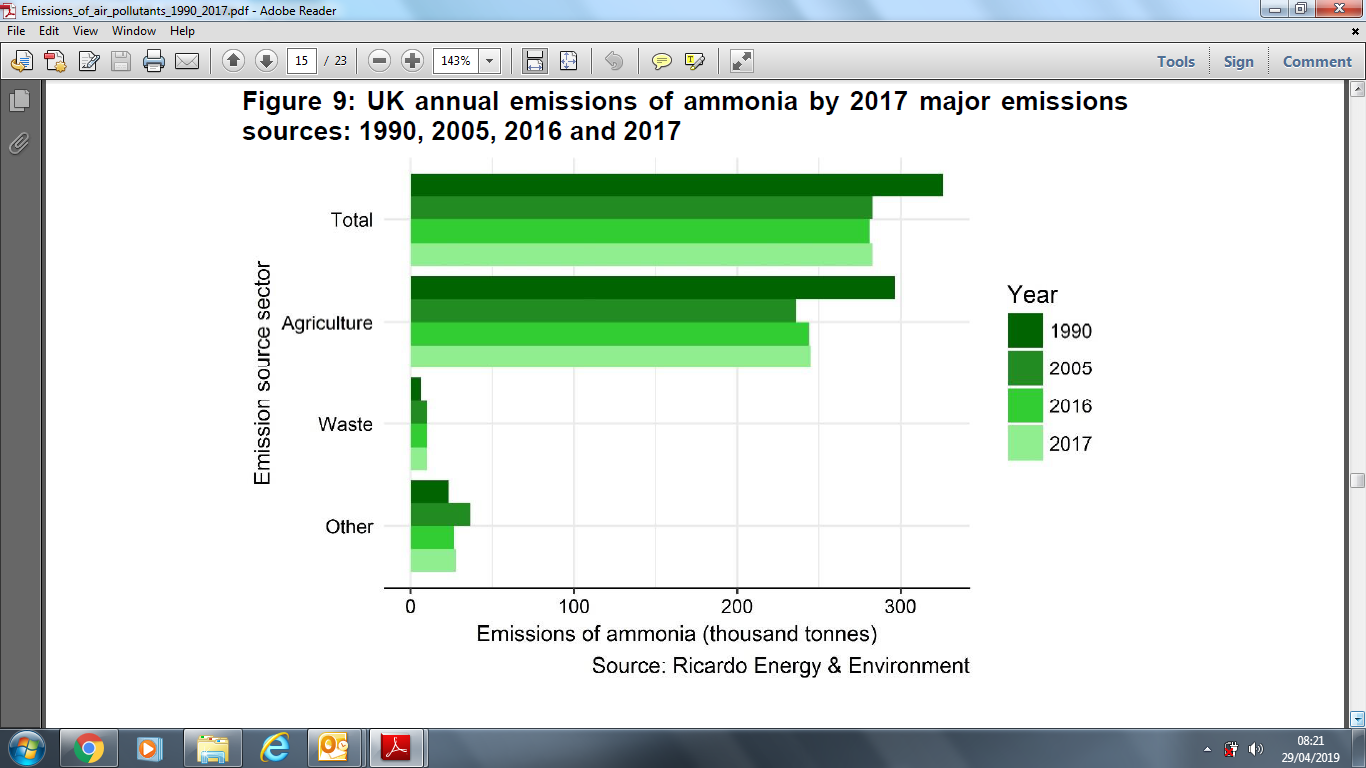 Emissions_of_air_pollutants_1990_2017.pdf - Adobe Reader
File Edit View Window Help
15 / 23 143% Tools Sign Comment
Figure 9: UK annual emissions of ammonia by 2017 major emissions
sources: 1990, 2005, 2016 and 2017
Total
Agriculture
Waste
Other
Emission source sector
0 100 200 300
Emissions of ammonia (thousand tonnes)
Source: Ricardo Energy & Environment
Year
1990
2005
2016
2017
08:21
29/04/2019